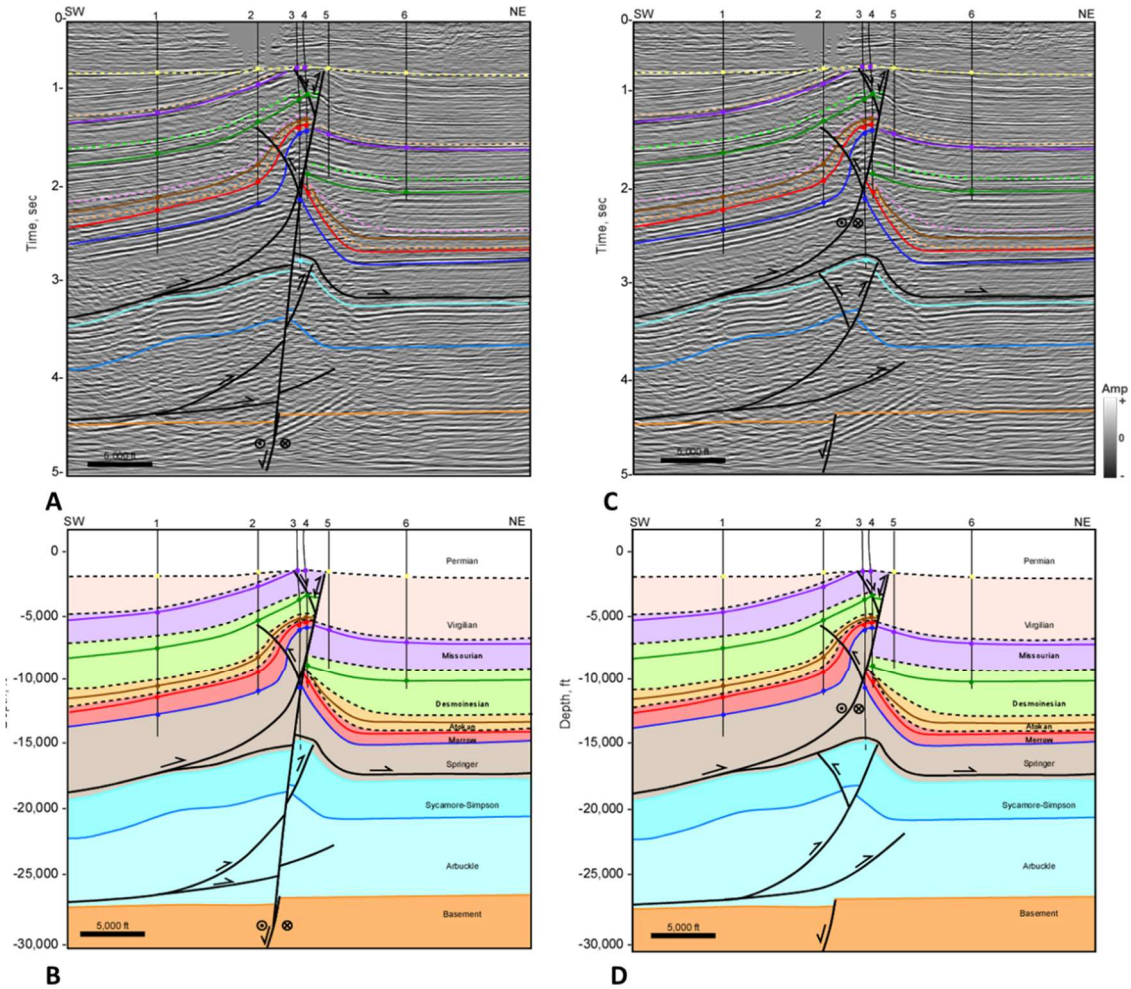 SW 1 2 3 4 5 6 NE
0-
1-
2-
3-
4-
5-
Time, sec
5,000 ft
A
SW 1 2 3 4 5 6 NE
0-
1-
2-
3-
4-
5-
Time, sec
5,000 ft
C
Amp
+
0
-
SW 1 2 3 4 5 6 NE
0
-5,000
-10,000
-15,000
-20,000
-25,000
-30,000
Permian
Virgilian
Missourian
Desmoinesian
Atokan
Morrow
Springer
Sycamore-Simpson
Arbuckle
Basement
5,000 ft
B
SW 1 2 3 4 5 6 NE
0
-5,000
-10,000
-15,000
-20,000
-25,000
-30,000
Depth, ft
Permian
Virgilian
Missourian
Desmoinesian
Atokan
Morrow
Springer
Sycamore-Simpson
Arbuckle
Basement
5,000 ft
D